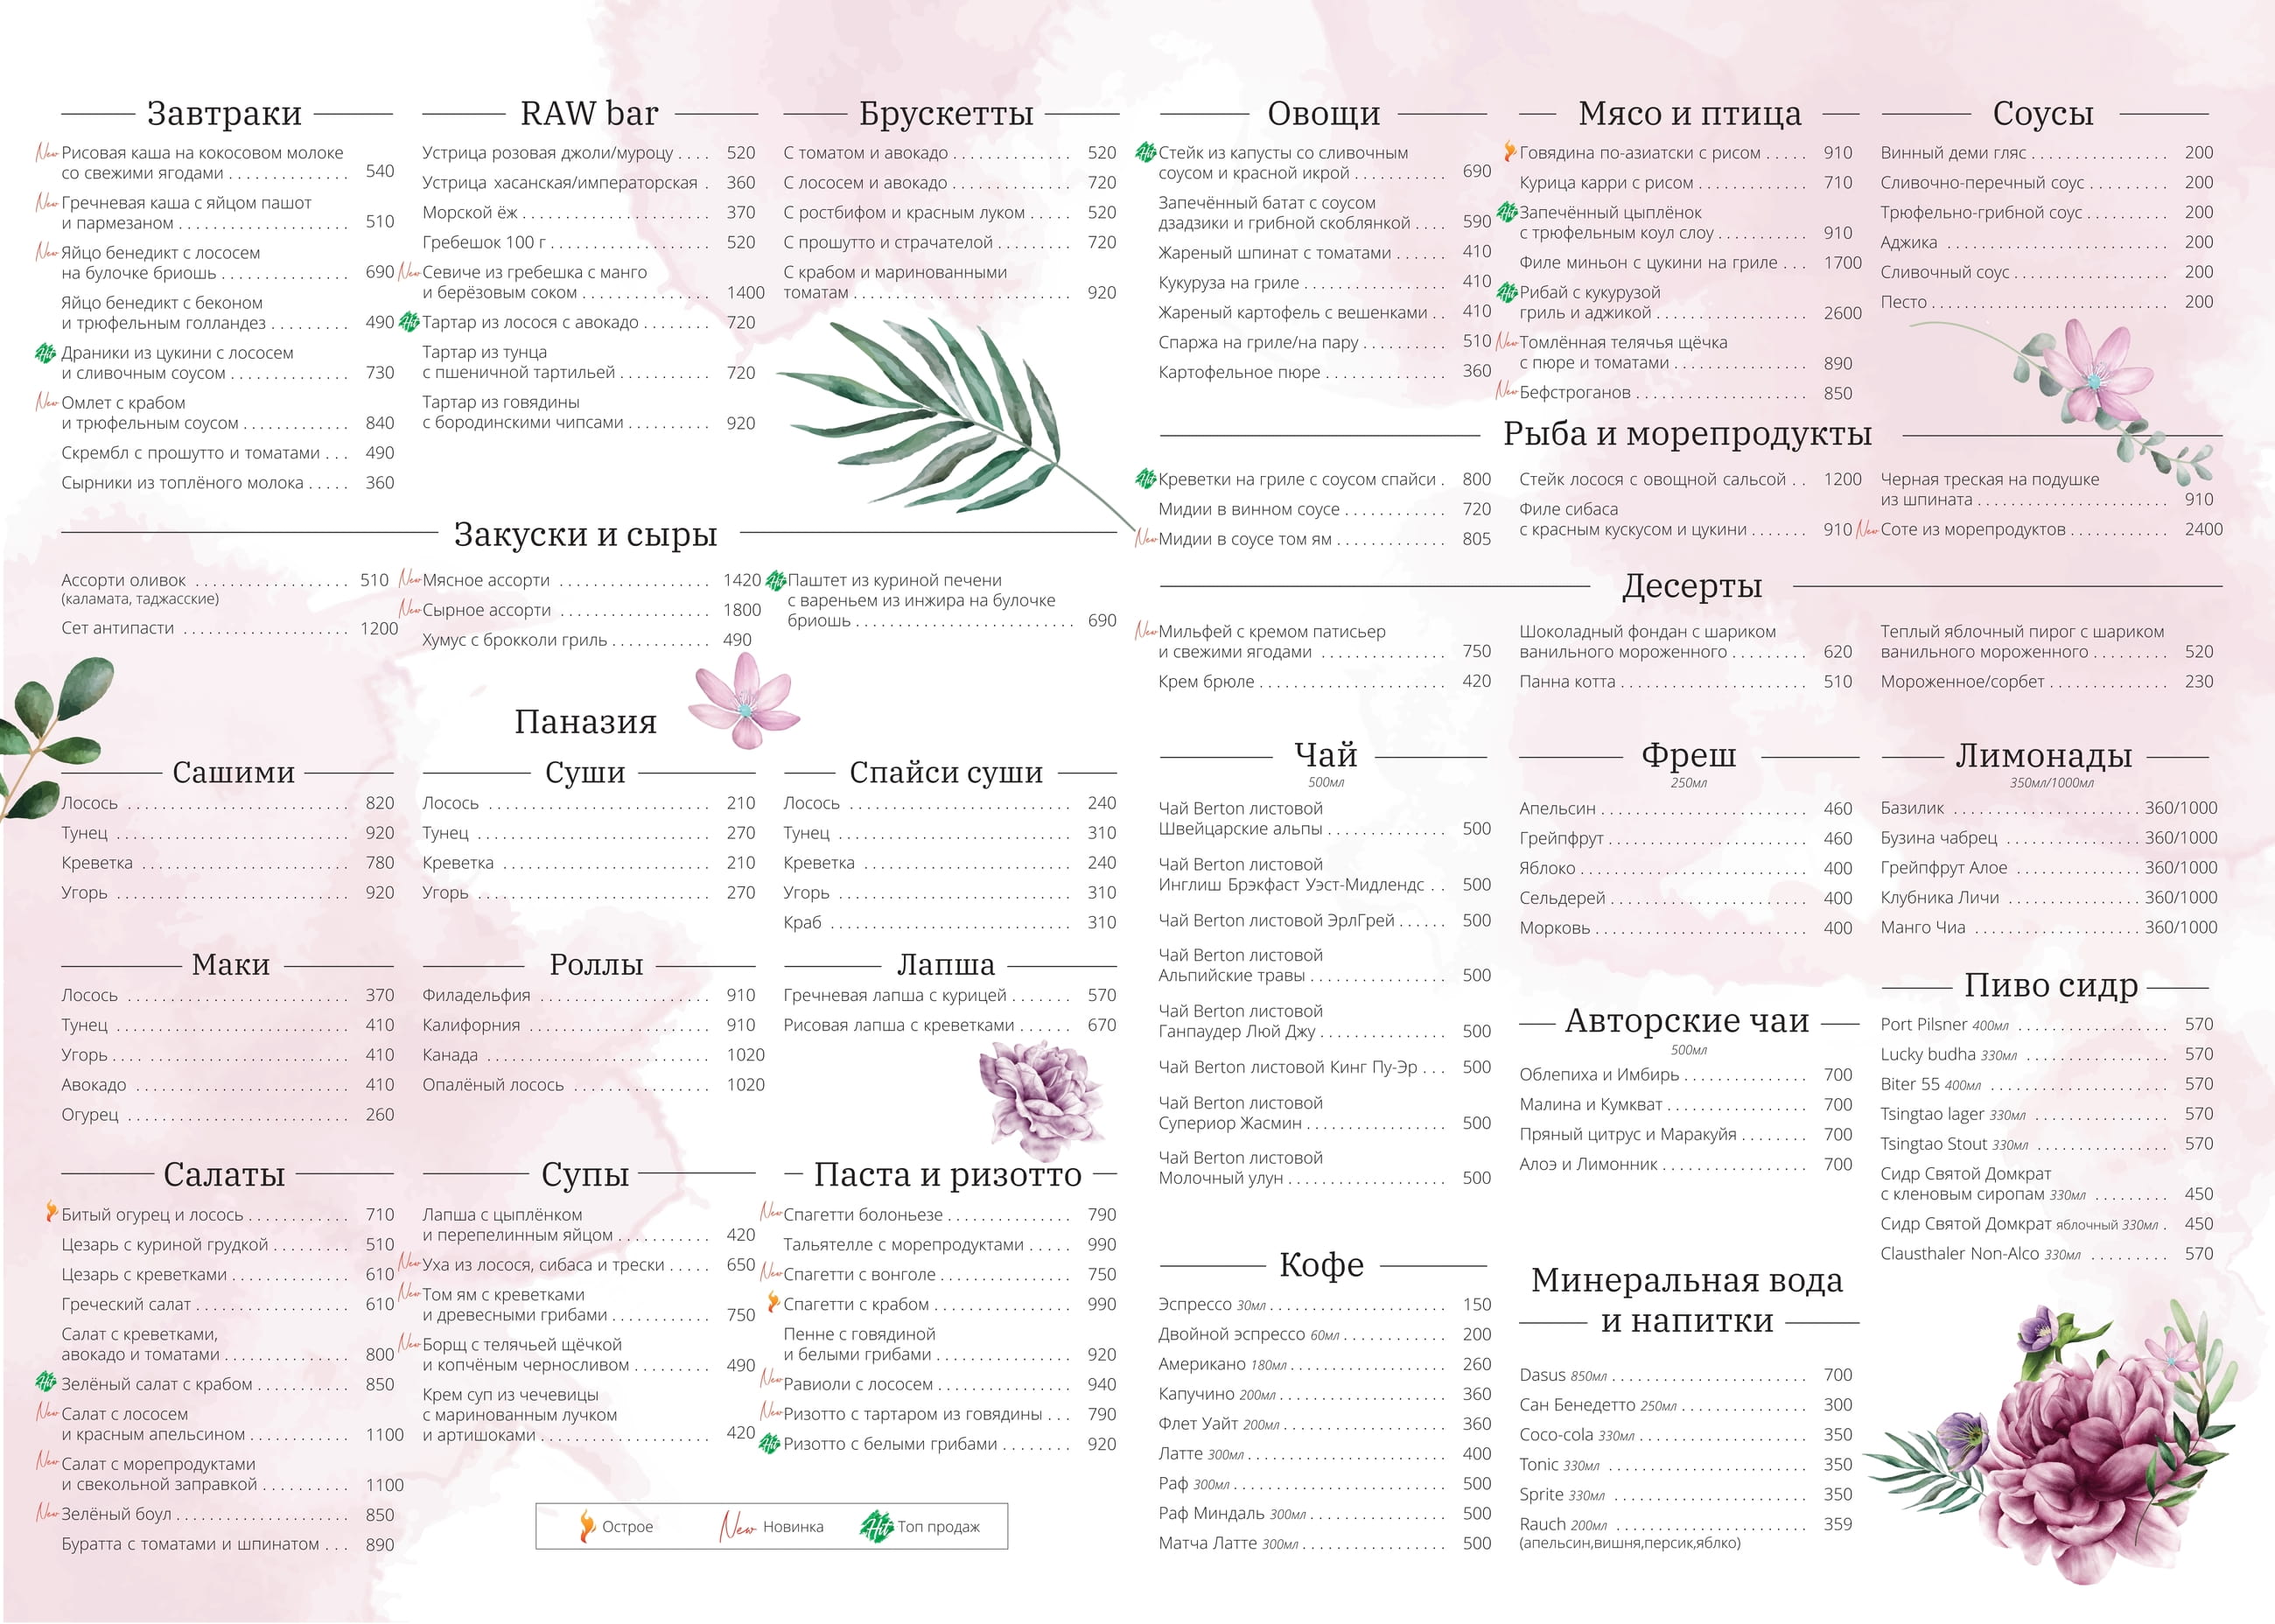 Завтраки
New Рисовая каша на кокосовом молоке
со свежими ягодами . . . . . . . . . . . . 540
New Гречневая каша с яйцом пашот
и пармезаном . . . . . . . . . . . . 510
New Яйцо бенедикт с лососем
на булочке бриошь . . . . . . . . . . . . 690
Яйцо бенедикт с беконом
и трюфельным голландез . . . . . . . . . 490
Hit Драники из цукини с лососем
и сливочным соусом . . . . . . . . . . . . 730
New Омлет с крабом
и трюфельным соусом . . . . . . . . . . . . 840
Скрембл с прошутто и томатами . . . 490
Сырники из топлёного молока . . . . . 360
RAW bar
Устрица розовая джоли/муроцу . . . . 520
Устрица хасанская/императорская . 360
Морской ёж . . . . . . . . . . . . 370
Гребешок 100 г . . . . . . . . . . . . 520
New Севиче из гребешка с манго
и берёзовым соком . . . . . . . . . . . . 1400
Hit Тартар из лосося с авокадо . . . . . . . . 720
Тартар из тунца
с пшеничной тартильей . . . . . . . . . . 720
Тартар из говядины
с бородинскими чипсами . . . . . . . . . . 920
Брускетты
С томатом и авокадо . . . . . . . . . . . . 520
С лососем и авокадо . . . . . . . . . . . . 720
С ростбифом и красным луком . . . . . 520
С прошутто и страчателой . . . . . . . . . 720
С крабом и маринованными
томатам . . . . . . . . . . . . 920
Закуски и сыры
Ассорти оливок . . . . . . . . . . . . 510
(каламата, таджасские)
Сет антипасти . . . . . . . . . . . . 1200
New Мясное ассорти . . . . . . . . . . . . 1420
New Сырное ассорти . . . . . . . . . . . . 1800
Хумус с брокколи гриль . . . . . . . . . . . . 490
Hit Паштет из куриной печени
с вареньем из инжира на булочке
бриошь . . . . . . . . . . . . 690
Паназия
Сашими
Лосось . . . . . . . . . . . . 820
Тунец . . . . . . . . . . . . 920
Креветка . . . . . . . . . . . . 780
Угорь . . . . . . . . . . . . 920
Суши
Лосось . . . . . . . . . . . . 210
Тунец . . . . . . . . . . . . 270
Креветка . . . . . . . . . . . . 210
Угорь . . . . . . . . . . . . 270
Спайси суши
Лосось . . . . . . . . . . . . 240
Тунец . . . . . . . . . . . . 310
Креветка . . . . . . . . . . . . 240
Угорь . . . . . . . . . . . . 310
Краб . . . . . . . . . . . . 310
Маки
Лосось . . . . . . . . . . . . 370
Тунец . . . . . . . . . . . . 410
Угорь . . . . . . . . . . . . 410
Авокадо . . . . . . . . . . . . 410
Огурец . . . . . . . . . . . . 260
Роллы
Филадельфия . . . . . . . . . . . . 910
Калифорния . . . . . . . . . . . . 910
Канада . . . . . . . . . . . . 1020
Опалёный лосось . . . . . . . . . . . . 1020
Лапша
Гречневая лапша с курицей . . . . . . . 570
Рисовая лапша с креветками . . . . . . 670
Салаты
Битый огурец и лосось . . . . . . . . . . . . 710
Цезарь с куриной грудкой . . . . . . . . . 510
Цезарь с креветками . . . . . . . . . . . . 610
Греческий салат . . . . . . . . . . . . 610
Салат с креветками,
авокадо и томатами . . . . . . . . . . . . 800
Hit Зелёный салат с крабом . . . . . . . . . . . 850
New Салат с лососем
и красным апельсином . . . . . . . . . . . . 1100
New Салат с морепродуктами
и свекольной заправкой . . . . . . . . . . 1100
New Зелёный боул . . . . . . . . . . . . 850
Буратта с томатами и шпинатом . . . 890
Супы
Лапша с цыплёнком
и перепелинным яйцом . . . . . . . . . . . 420
New Уха из лосося, сибаса и трески . . . . . 650
New Том ям с креветками
и древесными грибами . . . . . . . . . . . . 750
New Борщ с телячьей щёчкой
и копчёным черносливом . . . . . . . . . 490
Крем суп из чечевицы
с маринованным лучком
и артишоками . . . . . . . . . . . . 420
Паста и ризотто
New Спагетти болоньезе . . . . . . . . . . . . 790
Тальятелле с морепродуктами . . . . . 990
New Спагетти с вонголе . . . . . . . . . . . . 750
Спагетти с крабом . . . . . . . . . . . . 990
Пенне с говядиной
и белыми грибами . . . . . . . . . . . . 920
New Равиоли с лососем . . . . . . . . . . . . 940
New Ризотто с тартаром из говядины . . . 790
Hit Ризотто с белыми грибами . . . . . . . . 920
Острое New Новинка Hit Топ продаж
Овощи
Hit Стейк из капусты со сливочным
соусом и красной икрой . . . . . . . . . . . 690
Запечённый батат с соусом
дзадзики и грибной скоблянкой . . . . 590
Жареный шпинат с томатами . . . . . . 410
Кукуруза на гриле . . . . . . . . . . . . 410
Жареный картофель с вешенками . . 410
Спаржа на гриле/на пару . . . . . . . . . . 510
Картофельное пюре . . . . . . . . . . . . 360
Мясо и птица
Говядина по-азиатски с рисом . . . . . 910
Курица карри с рисом . . . . . . . . . . . . 710
Hit Запечённый цыплёнок
с трюфельным коул слоу . . . . . . . . . . 910
Филе миньон с цукини на гриле . . . 1700
Hit Рибай с кукурузой
гриль и аджикой . . . . . . . . . . . . 2600
New Томлённая телячья щёчка
с пюре и томатами . . . . . . . . . . . . 890
New Бефстроганов . . . . . . . . . . . . 850
Соусы
Винный деми гляс . . . . . . . . . . . . 200
Сливочно-перечный соус . . . . . . . . . . 200
Трюфельно-грибной соус . . . . . . . . . . 200
Аджика . . . . . . . . . . . . 200
Сливочный соус . . . . . . . . . . . . 200
Песто . . . . . . . . . . . . 200
Рыба и морепродукты
Hit Креветки на гриле с соусом спайси . 800
Мидии в винном соусе . . . . . . . . . . . . 720
New Мидии в соусе том ям . . . . . . . . . . . . 805
Стейк лосося с овощной сальсой . . 1200
Филе сибаса
с красным кускусом и цукини . . . . . . . 910
Черная треская на подушке
из шпината . . . . . . . . . . . . 910
New Соте из морепродуктов . . . . . . . . . . . . 2400
Десерты
New Мильфей с кремом патисьер
и свежими ягодами . . . . . . . . . . . . 750
Крем брюле . . . . . . . . . . . . 420
Шоколадный фондан с шариком
ванильного мороженного . . . . . . . . . 620
Панна котта . . . . . . . . . . . . 510
Теплый яблочный пирог с шариком
ванильного мороженного . . . . . . . . . 520
Мороженное/сорбет . . . . . . . . . . . . 230
Чай
500мл
Чай Berton листовой
Швейцарские альпы . . . . . . . . . . . . 500
Чай Berton листовой
Инглиш Брэкфаст Уэст-Мидлендс . . 500
Чай Berton листовой ЭрлГрей . . . . . . 500
Чай Berton листовой
Альпийские травы . . . . . . . . . . . . 500
Чай Berton листовой
Ганпаудер Люй Джу . . . . . . . . . . . . 500
Чай Berton листовой Кинг Пу-Эр . . . 500
Чай Berton листовой
Супериор Жасмин . . . . . . . . . . . . 500
Чай Berton листовой
Молочный улун . . . . . . . . . . . . 500
Фреш
250мл
Апельсин . . . . . . . . . . . . 460
Грейпфрут . . . . . . . . . . . . 460
Яблоко . . . . . . . . . . . . 400
Сельдерей . . . . . . . . . . . . 400
Морковь . . . . . . . . . . . . 400
Лимонады
350мл/1000мл
Базилик . . . . . . . . . . . . 360/1000
Бузина чабрец . . . . . . . . . . . . 360/1000
Грейпфрут Алое . . . . . . . . . . . . 360/1000
Клубника Личи . . . . . . . . . . . . 360/1000
Манго Чиа . . . . . . . . . . . . 360/1000
Авторские чаи
500мл
Облепиха и Имбирь . . . . . . . . . . . . 700
Малина и Кумкват . . . . . . . . . . . . 700
Пряный цитрус и Маракуйя . . . . . . . . 700
Алоэ и Лимонник . . . . . . . . . . . . 700
Пиво сидр
Port Pilsner 400мл . . . . . . . . . . . . 570
Lucky budha 330мл . . . . . . . . . . . . 570
Biter 55 400мл . . . . . . . . . . . . 570
Tsingtao lager 330мл . . . . . . . . . . . . 570
Tsingtao Stout 330мл . . . . . . . . . . . . 570
Сидр Святой Домкрат
с кленовым сиропам 330мл . . . . . . . . . 450
Сидр Святой Домкрат яблочный 330мл . 450
Clausthaler Non-Alco 330мл . . . . . . . . . 570
Кофе
Эспрессо 30мл . . . . . . . . . . . . 150
Двойной эспрессо 60мл . . . . . . . . . . . . 200
Американо 180мл . . . . . . . . . . . . 260
Капучино 200мл . . . . . . . . . . . . 360
Флет Уайт 200мл . . . . . . . . . . . . 360
Латте 300мл . . . . . . . . . . . . 400
Раф 300мл . . . . . . . . . . . . 500
Раф Миндаль 300мл . . . . . . . . . . . . 500
Матча Латте 300мл . . . . . . . . . . . . 500
Минеральная вода
и напитки
Dasus 850мл . . . . . . . . . . . . 700
Сан Бенедетто 250мл . . . . . . . . . . . . 300
Coco-cola 330мл . . . . . . . . . . . . 350
Tonic 330мл . . . . . . . . . . . . 350
Sprite 330мл . . . . . . . . . . . . 350
Rauch 200мл . . . . . . . . . . . . 359
(апельсин,вишня,персик,яблко)